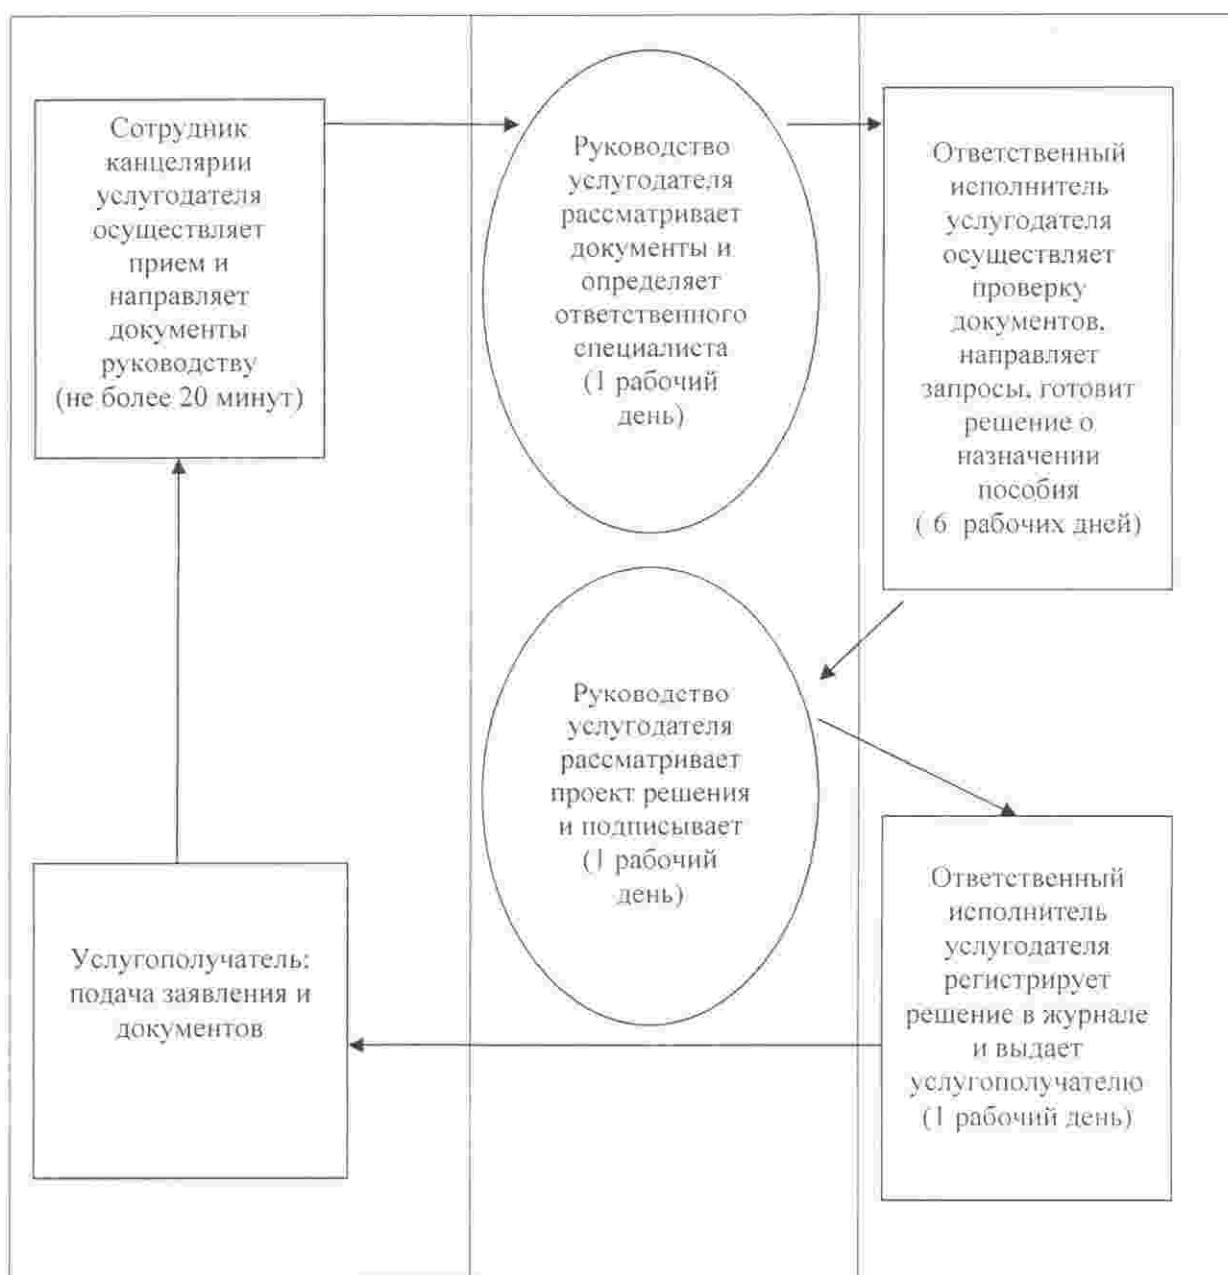 Сотрудник
канцелярии
услугодателя
осуществляет
прием и
направляет
документы
руководству
(не более 20 минут)
Руководство
услугодателя
рассматривает
документы и
определяет
ответственного
специалиста
(1 рабочий
день)
Ответственный
исполнитель
услугодателя
осуществляет
проверку
документов,
направляет
запросы, готовит
решение о
назначении
пособия
( 6 рабочих дней)
Руководство
услугодателя
рассматривает
проект решения
и подписывает
(1 рабочий
день)
Ответственный
исполнитель
услугодателя
регистрирует
решение в журнале
и выдает
услугополучателю
(1 рабочий день)
Услугополучатель:
подача заявления и
документов